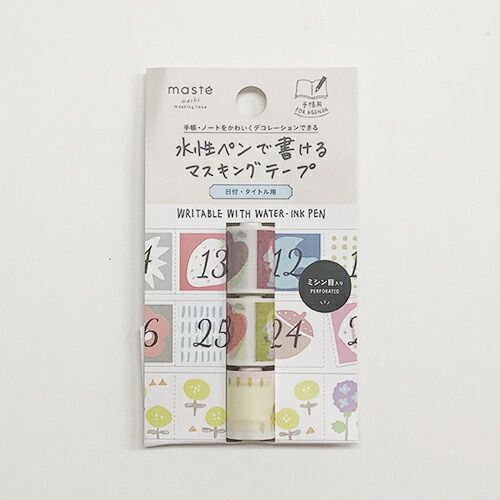 masté
washi
masking tape
手帳用
FOR AGENDA
手帳・ノートをかわいくデコレーションできる
水性ペンで書ける
マスキングテープ
日付・タイトル用
WRITABLE WITH WATER-INK PEN
4 13 12
ミシン目入り
PERFORATED
6 25 24